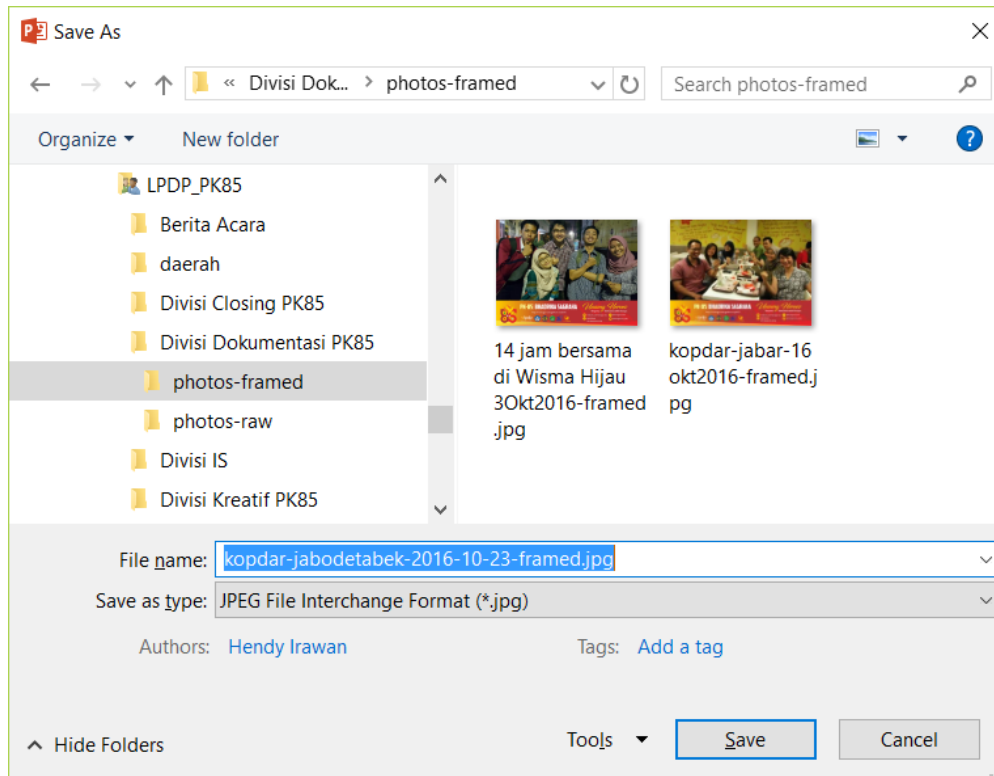 Save As
« Divisi Dok... > photos-framed
Search photos-framed
Organize
New folder
LPDP_PK85
Berita Acara
daerah
Divisi Closing PK85
Divisi Dokumentasi PK85
photos-framed
photos-raw
Divisi IS
Divisi Kreatif PK85
14 jam bersama
di Wisma Hijau
3Okt2016-framed
.jpg
kopdar-jabar-16
okt2016-framed.j
pg
File name: kopdar-jabodetabek-2016-10-23-framed.jpg
Save as type: JPEG File Interchange Format (*.jpg)
Authors: Hendy Irawan
Tags: Add a tag
Hide Folders
Tools
Save
Cancel